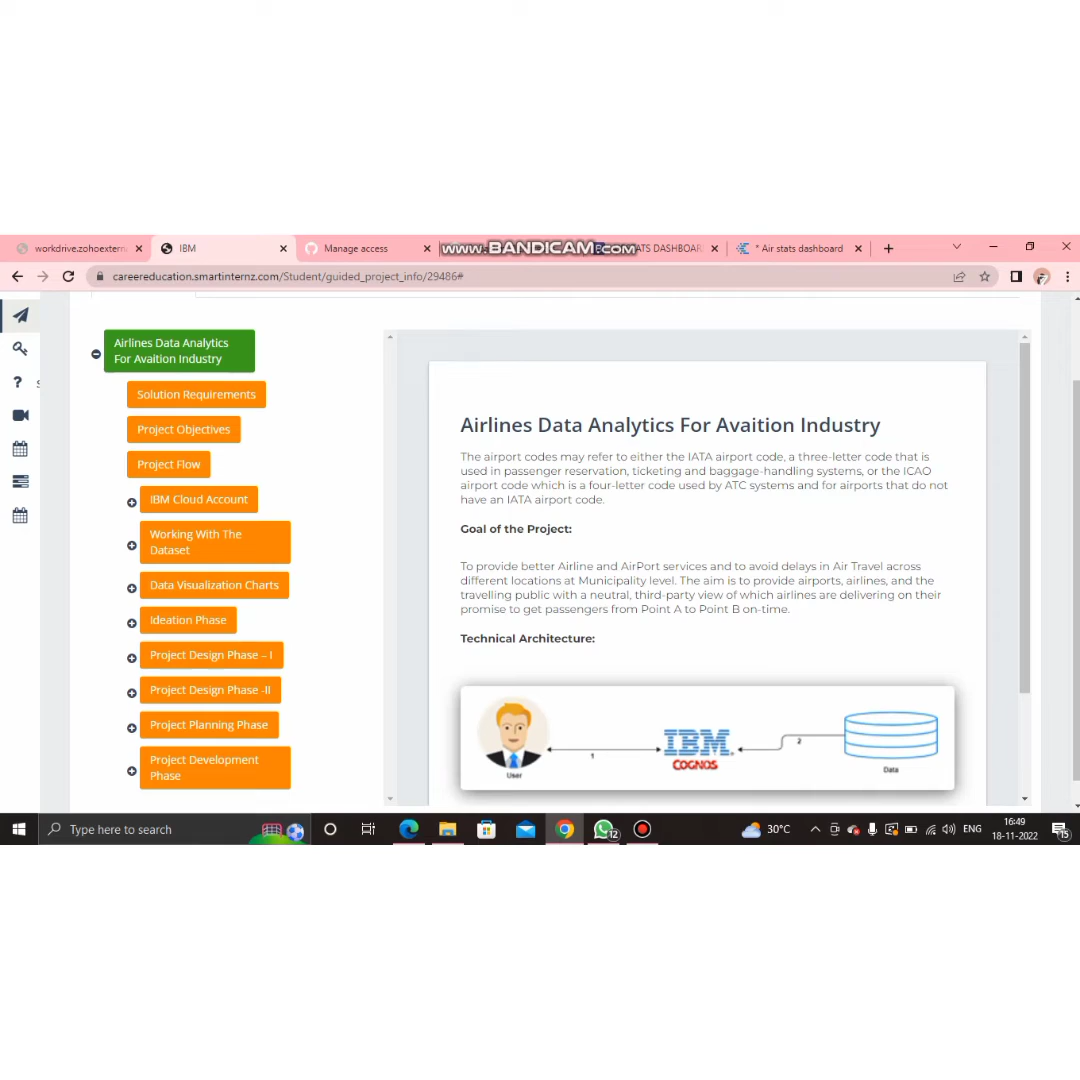 workdrive.zohoextern
IBM
Manage access
www.BANDICAM.com
ATS DASHBOAR
* Air stats dashboard
careereducation.smartinternz.com/Student/guided_project_info/29486#
Airlines Data Analytics
For Avaition Industry
Solution Requirements
Project Objectives
Project Flow
IBM Cloud Account
Working With The
Dataset
Data Visualization Charts
Ideation Phase
Project Design Phase – I
Project Design Phase -II
Project Planning Phase
Project Development
Phase
Airlines Data Analytics For Avaition Industry
The airport codes may refer to either the IATA airport code, a three-letter code that is
used in passenger reservation, ticketing and baggage-handling systems, or the ICAO
airport code which is a four-letter code used by ATC systems and for airports that do not
have an IATA airport code.
Goal of the Project:
To provide better Airline and AirPort services and to avoid delays in Air Travel across
different locations at Municipality level. The aim is to provide airports, airlines, and the
travelling public with a neutral, third-party view of which airlines are delivering on their
promise to get passengers from Point A to Point B on-time.
Technical Architecture:
User
1
IBM
COGNOS
2
Data
Type here to search
12
30°C
ENG
16:49
18-11-2022
15